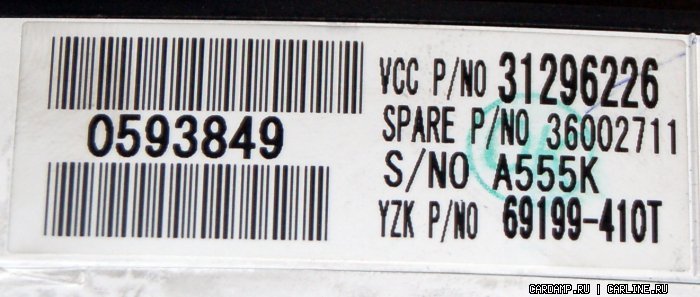 0593849
VCC P/NO 31296226
SPARE P/NO 36002711
S/NO A555K
YZK P/NO 69199-410T
CARDAMP.RU | CARLINE.RU